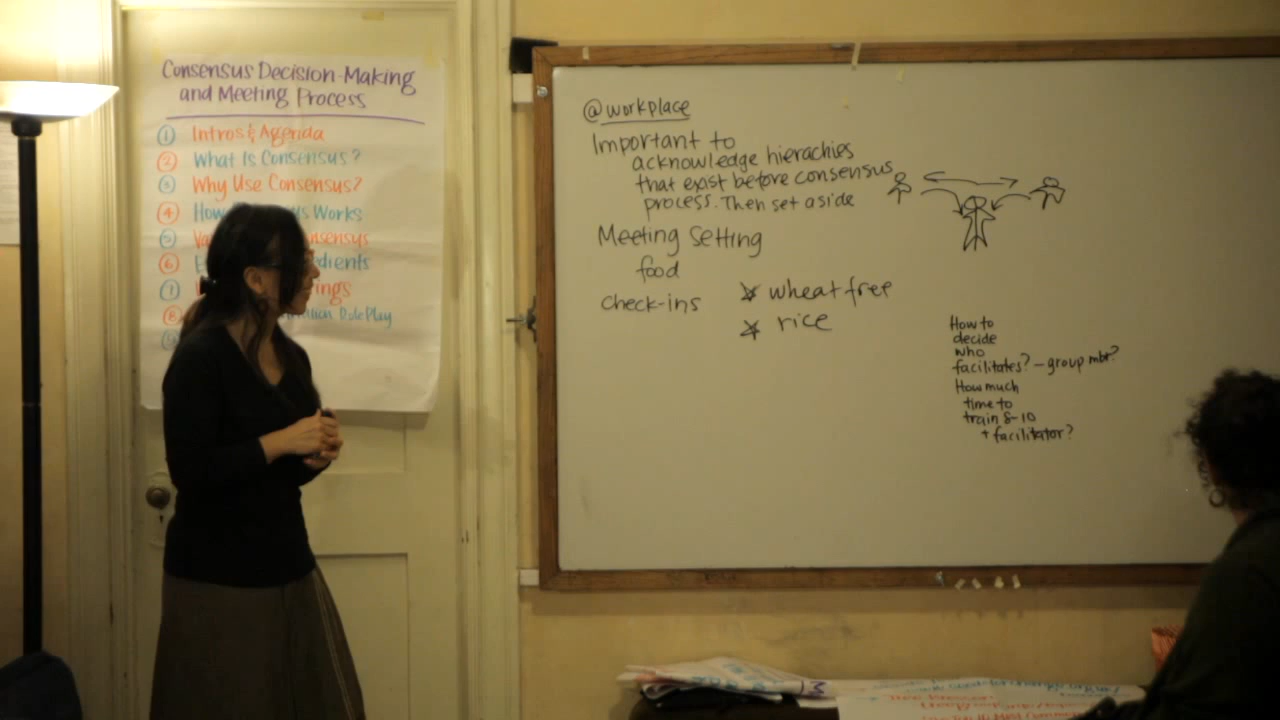 Consensus Decision-Making
and Meeting Process
1 Intros & Agenda
2 What Is Consensus?
3 Why Use Consensus?
4 How Works
5 nsensus
6
7
8 RolePlay
@workplace
Important to
acknowledge hierachies
that exist before consensus
process. Then set aside
Meeting Setting
food
check-ins
wheat free
rice
How to
decide
who
facilitates? - group mbr?
How much
time to
train 8-10
+ facilitator?